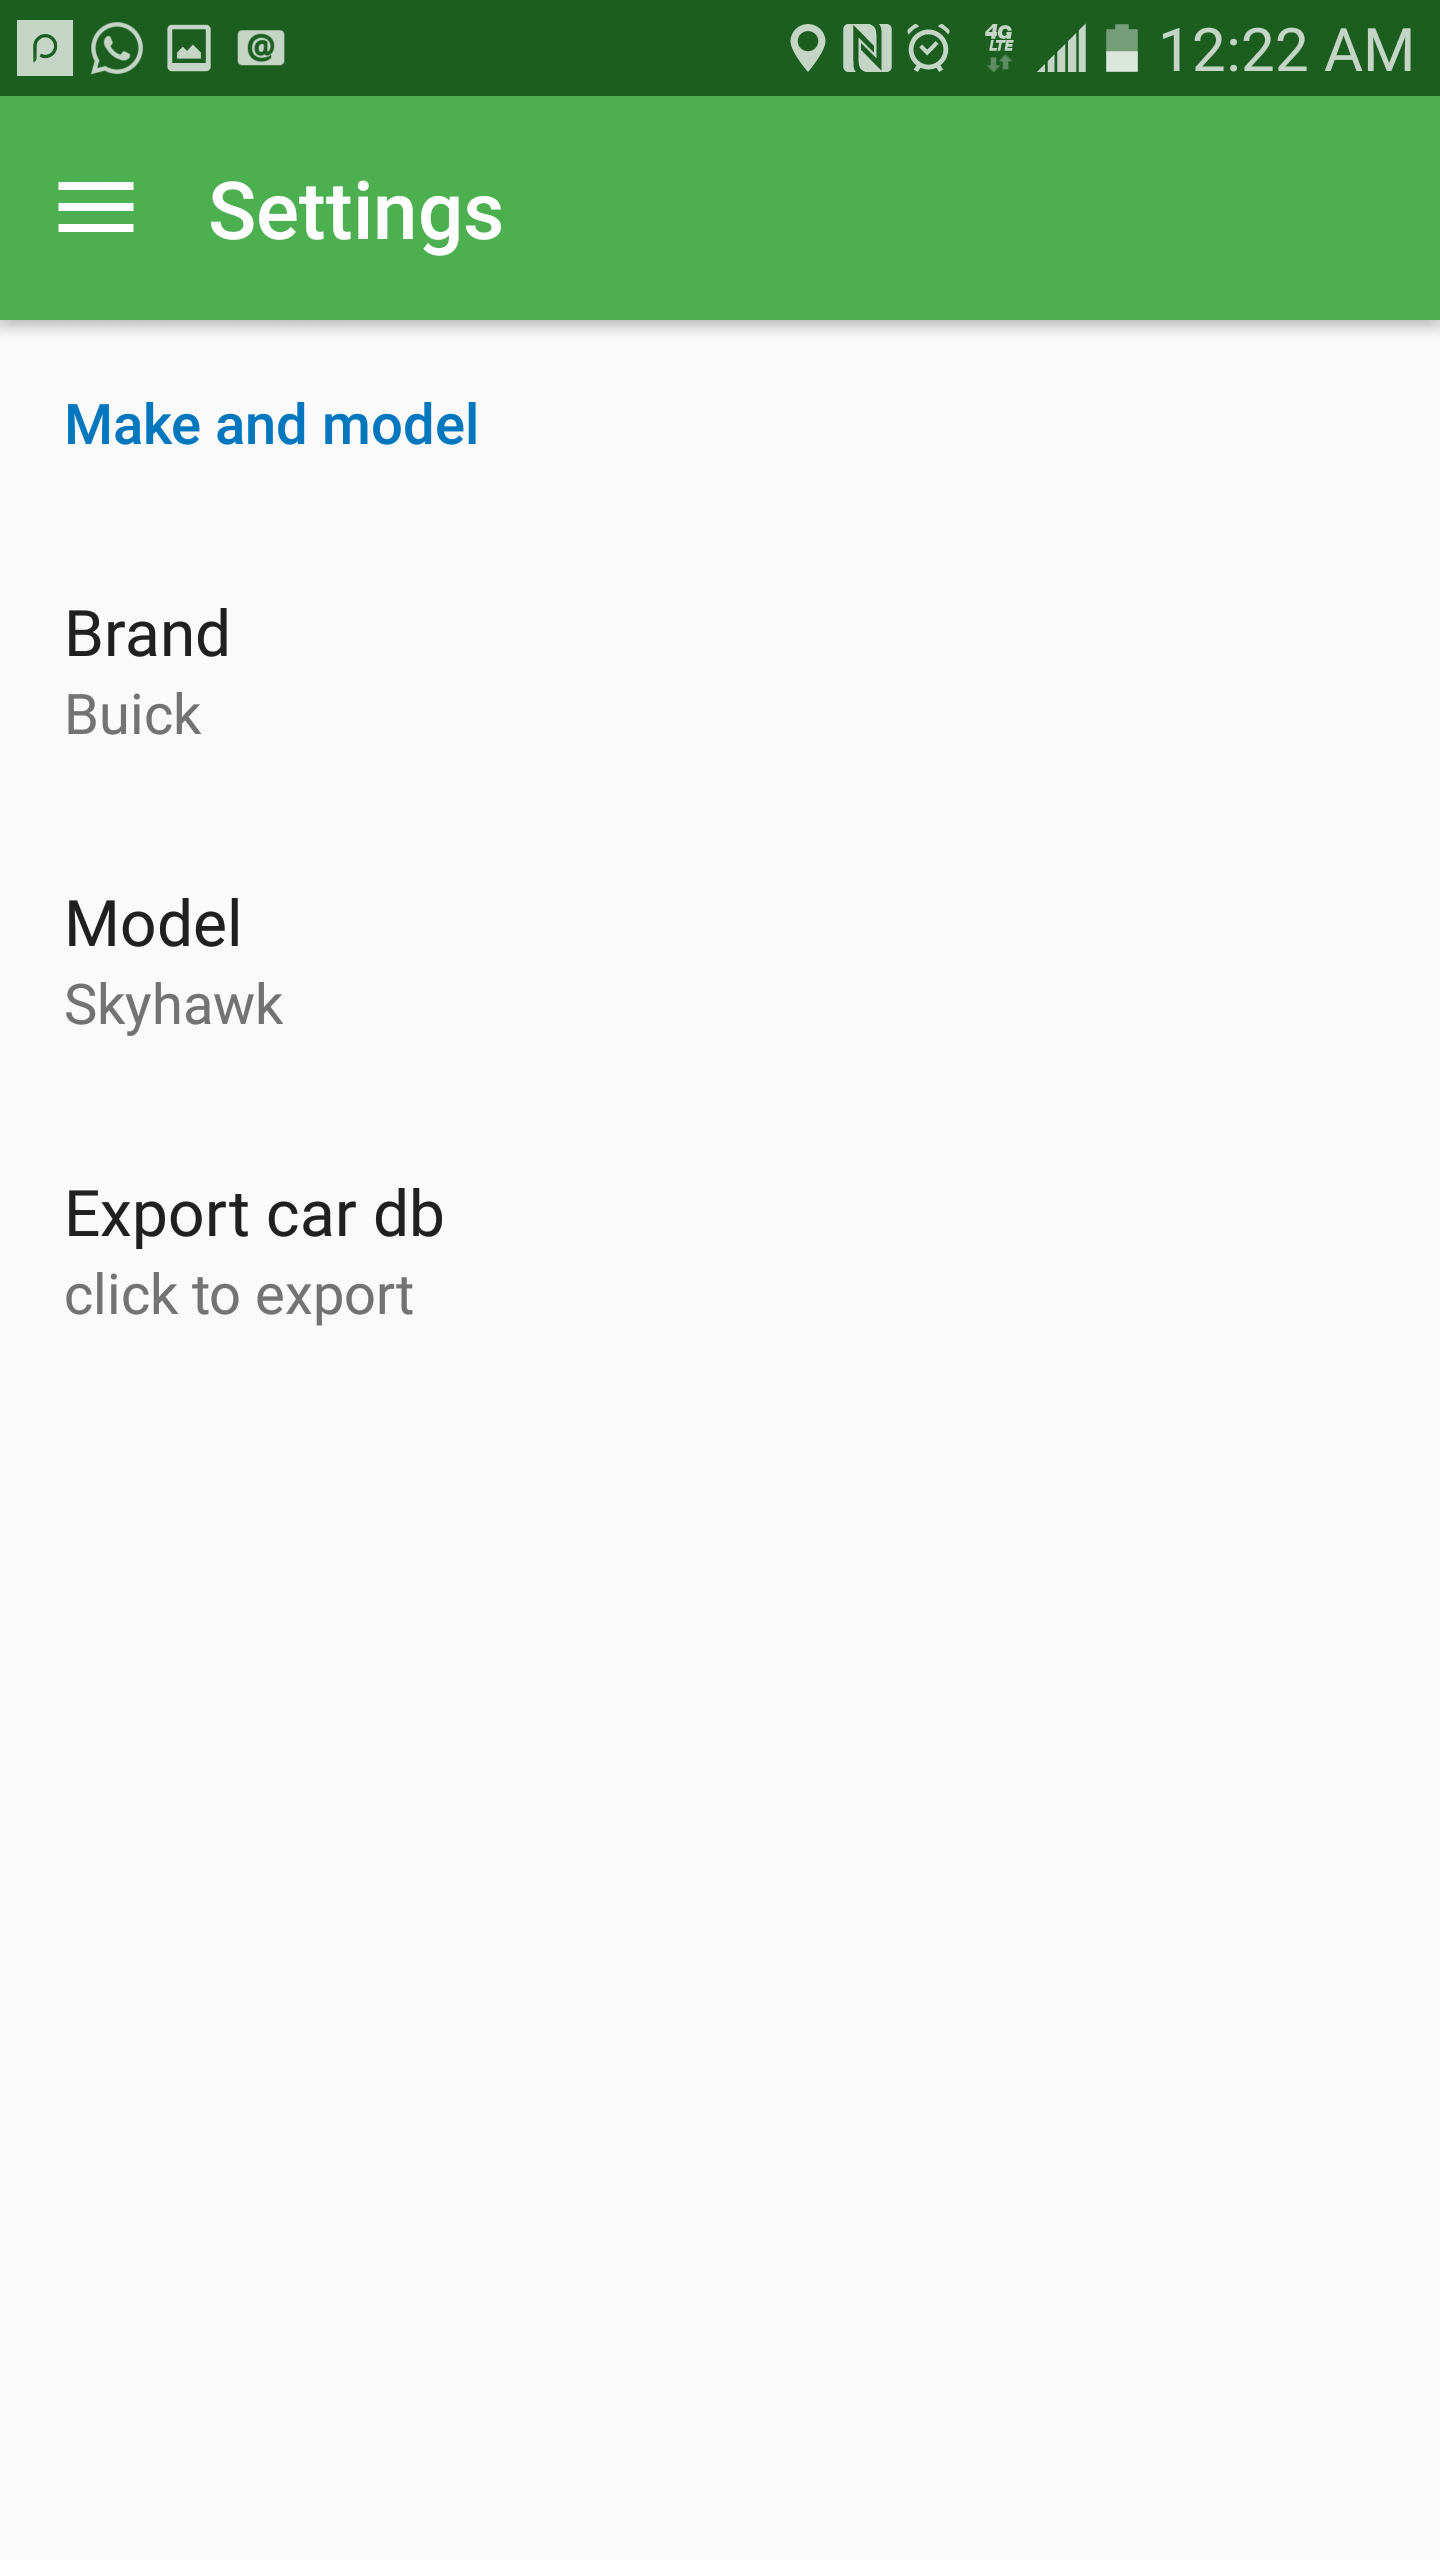 4G LTE 12:22 AM
Settings
Make and model
Brand
Buick
Model
Skyhawk
Export car db
click to export